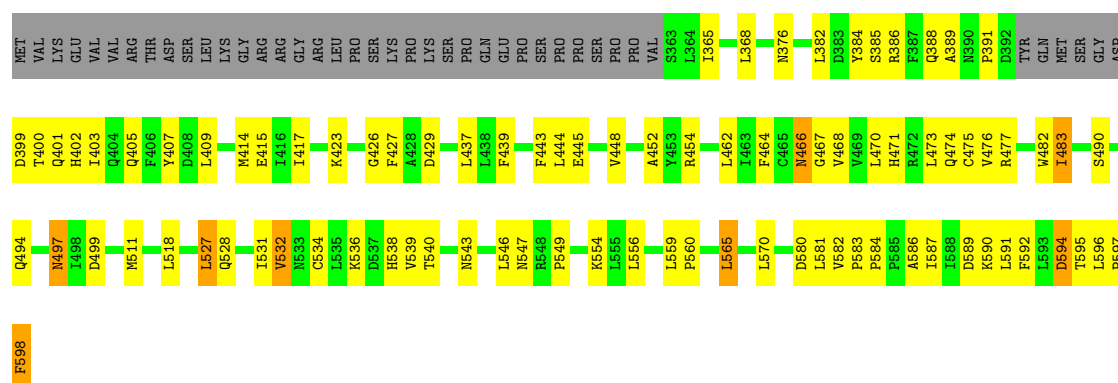 MET VAL LYS GLU VAL VAL ARG THR ASP SER LEU LYS GLY ARG ARG GLY ARG LEU PRO SER LYS PRO LYS SER PRO LEU GLN GLU PRO SER PRO PRO PRO SER PRO PRO VAL S363 L364 I365 L368 N376 L382 D383 Y384 S385 R386 F387 Q388 A389 N390 P391 D392 TYR GLN MET SER GLY ASP
D399 T400 Q401 H402 I403 Q404 Q405 F406 Y407 D408 L409 M414 E415 I416 I417 K423 G426 F427 A428 D429 L437 L438 F439 F443 L444 E445 V448 A452 Y453 R454 L462 I463 F464 C465 N466 G467 V468 V469 L470 H471 R472 L473 Q474 C475 V476 R477 W482 I483 S490
Q494 N497 I498 D499 M511 L518 L527 Q528 I531 V532 N533 C534 L535 K536 D537 H538 V539 T540 N543 L546 N547 R548 P549 K554 L555 L556 L559 P560 L565 L570 D580 L581 V582 P583 P584 P585 A586 I587 I588 D589 K590 L591 F592 L593 D594 T595 L596 P597
F598